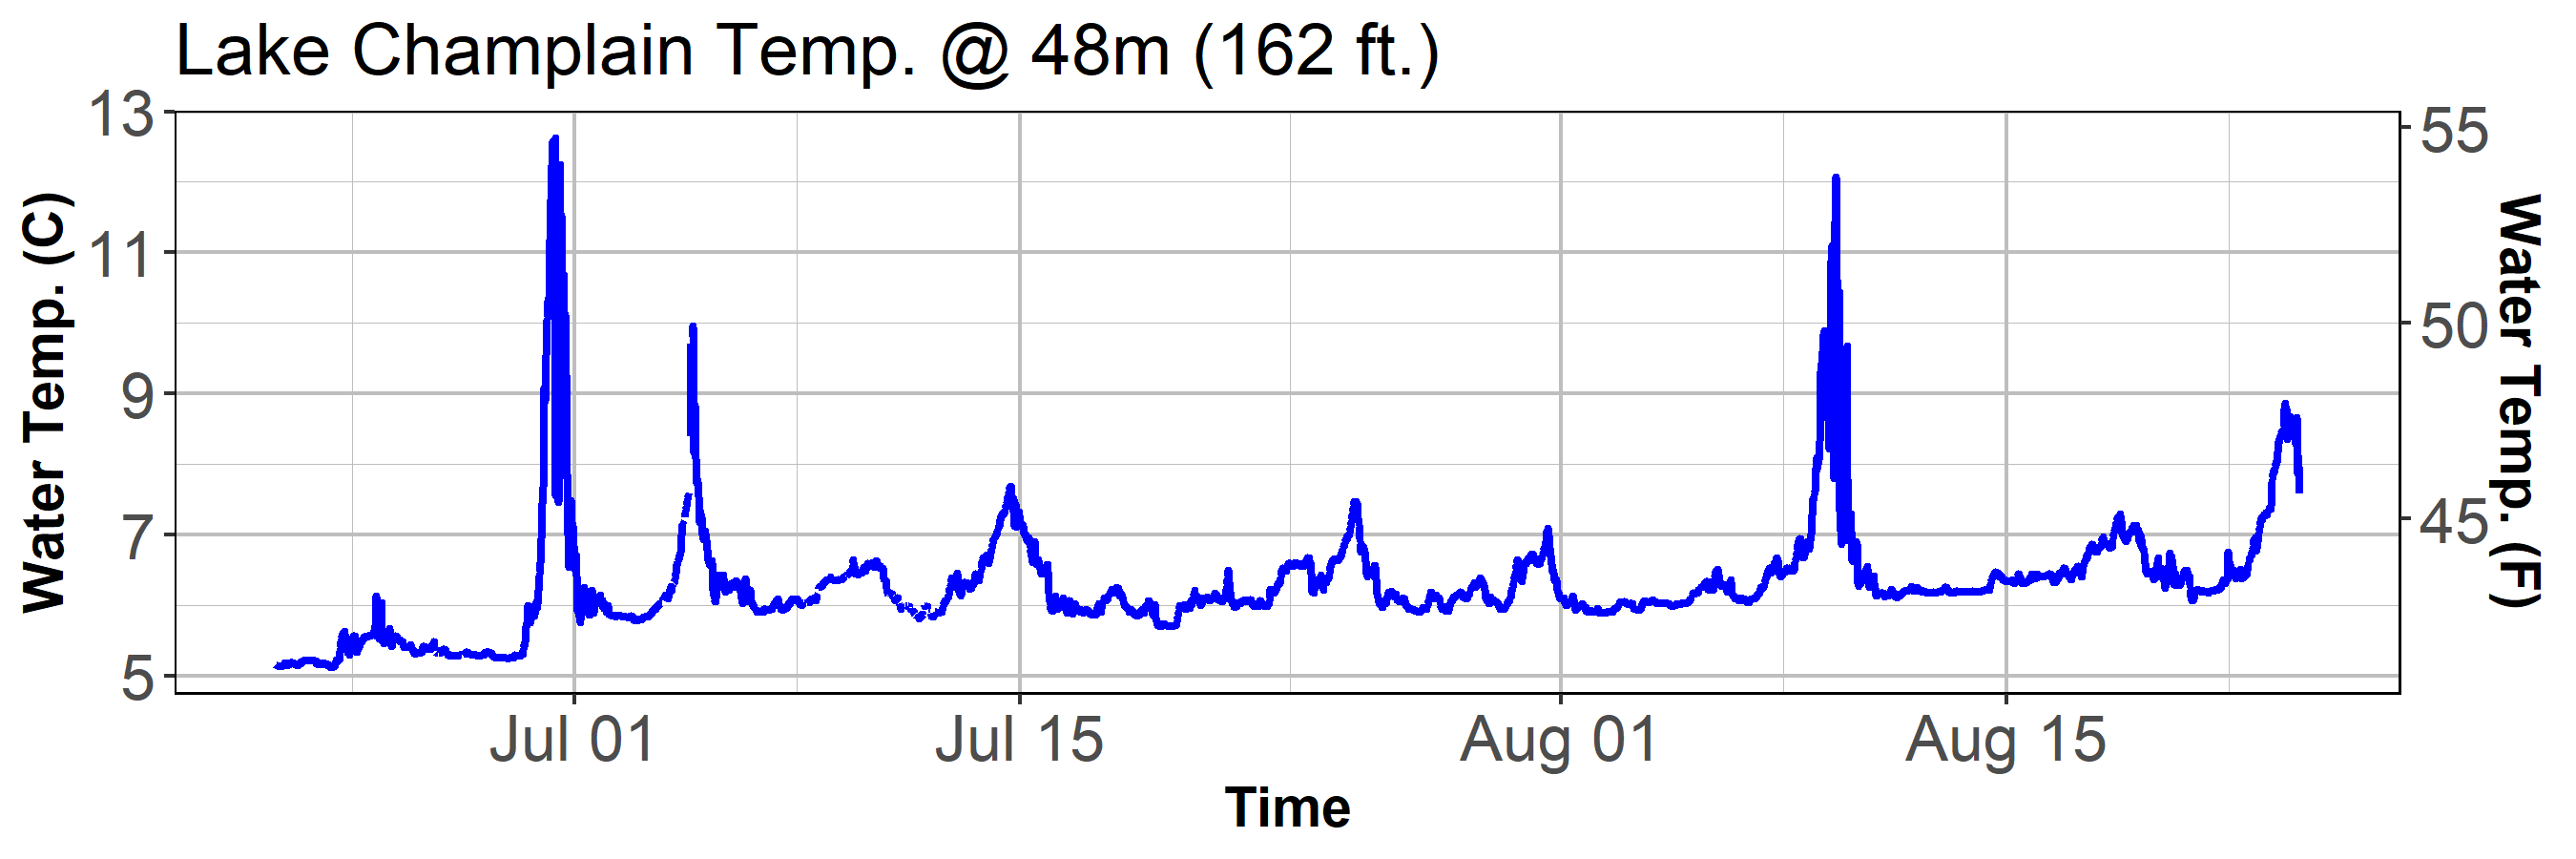 Lake Champlain Temp. @ 48m (162 ft.)
Water Temp. (C)
13
11
9
7
5
55
50
45
Water Temp. (F)
Jul 01
Jul 15
Aug 01
Aug 15
Time